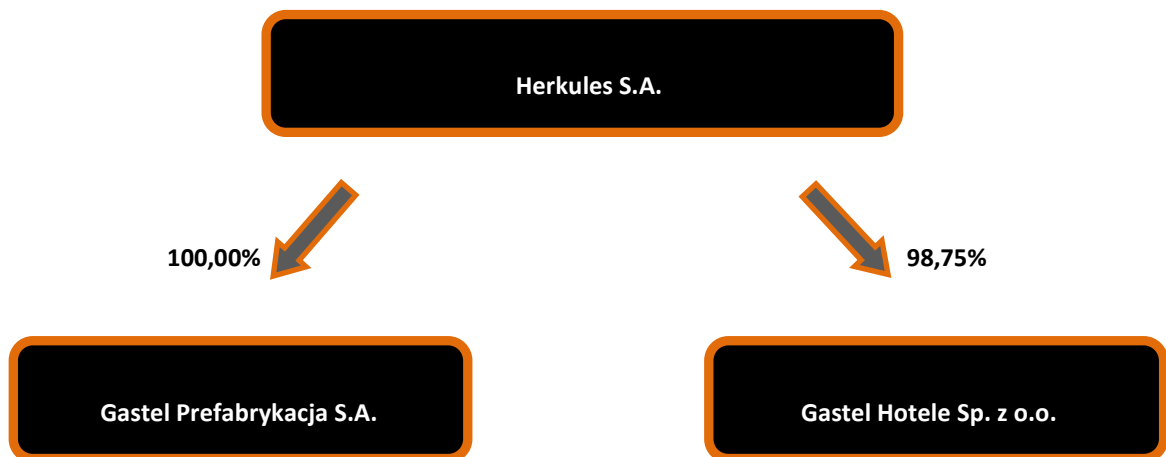 Herkules S.A.
100,00%
98,75%
Gastel Prefabrykacja S.A.
Gastel Hotele Sp. z o.o.